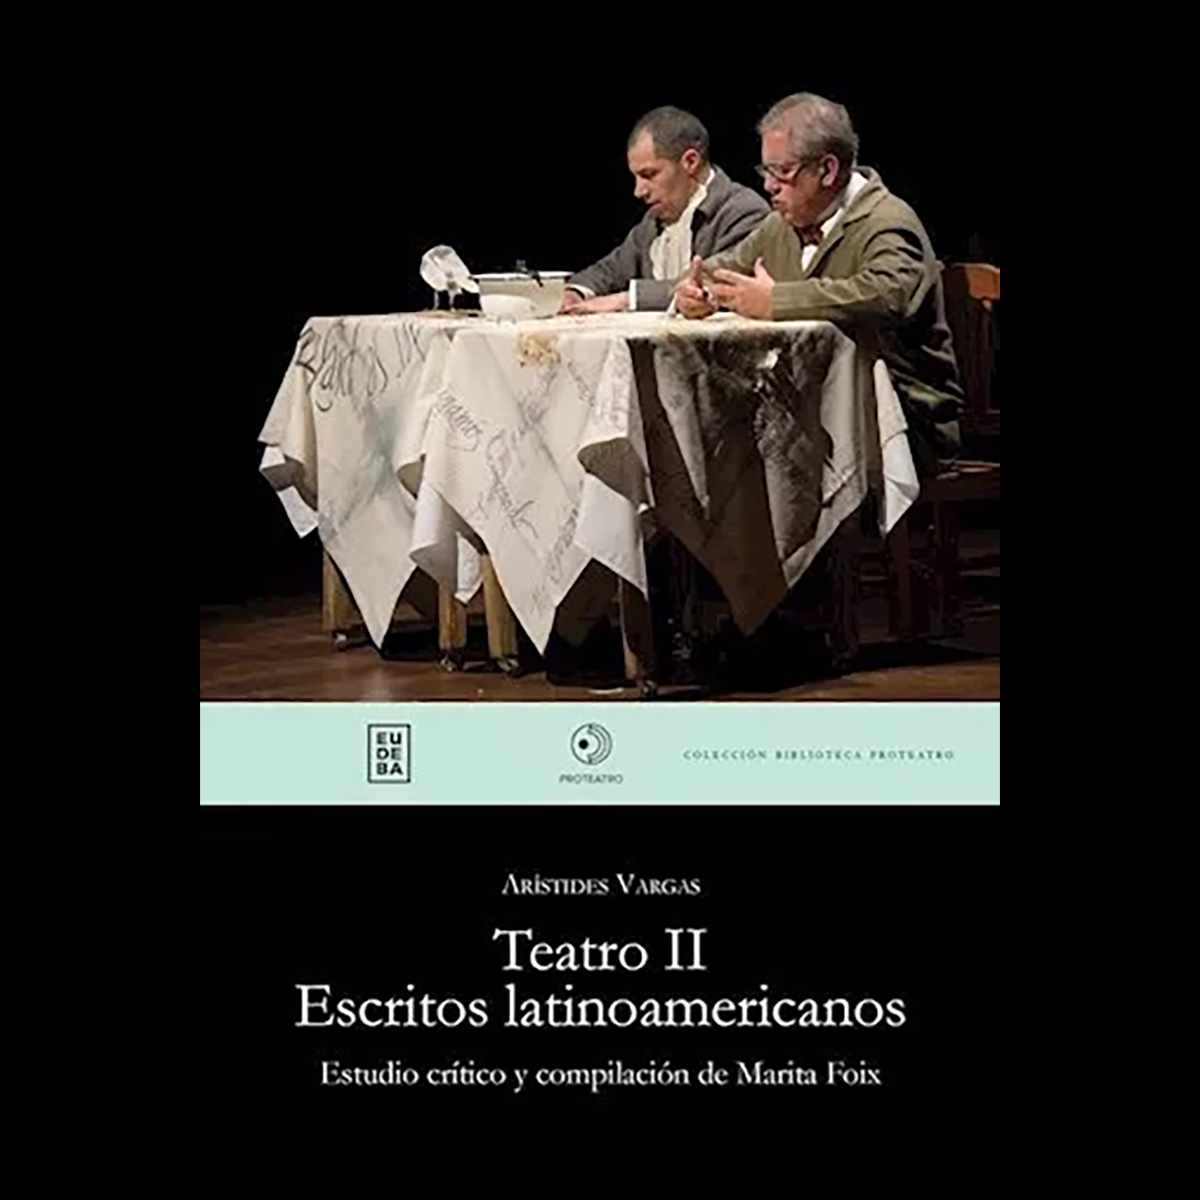 EU
DE
BA
PROTEATRO
COLECCIÓN BIBLIOTECA PROTEATRO
ARÍSTIDES VARGAS
Teatro II
Escritos latinoamericanos
Estudio crítico y compilación de Marita Foix